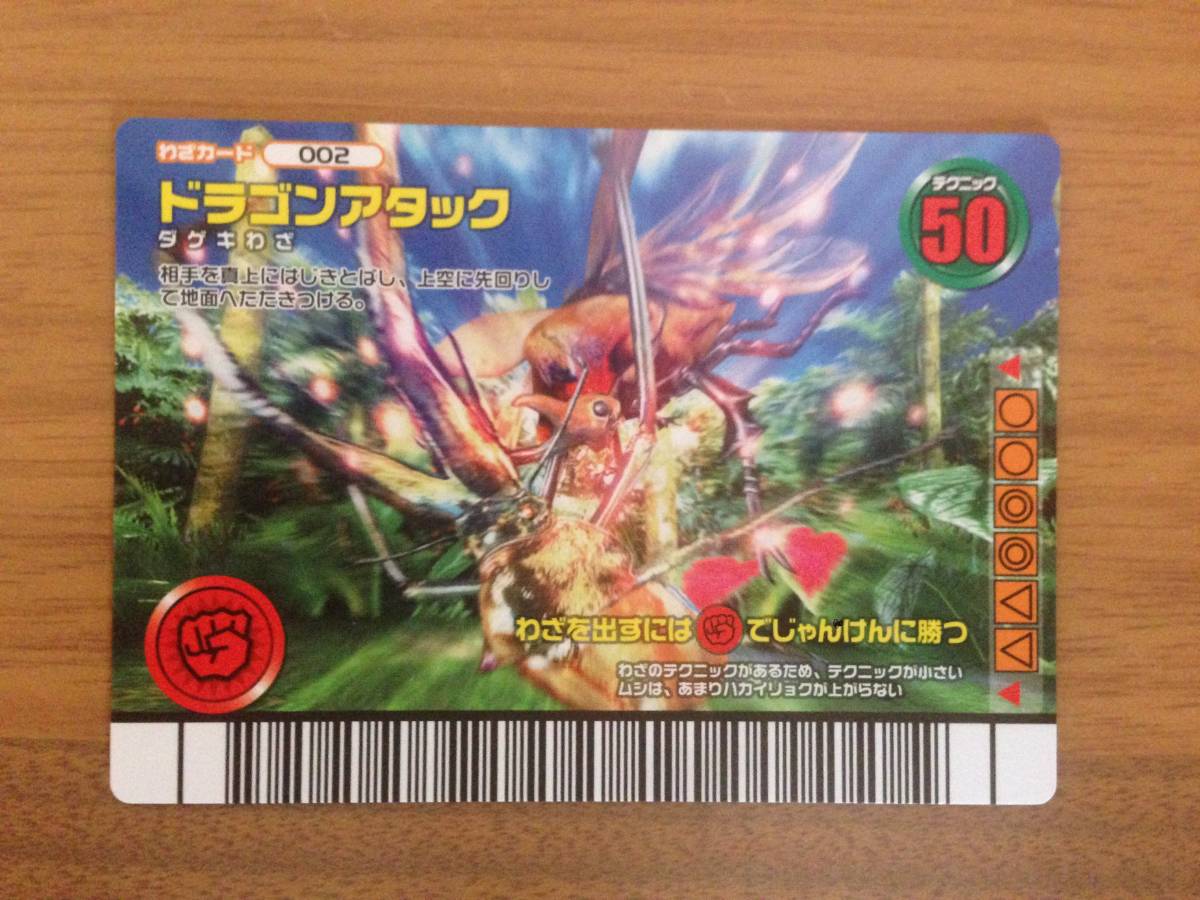 わざカード 002
ドラゴンアタック
ダゲキわざ
相手を真上にはじきとばし、上空に先回りし
て地面へたたきつける。
テクニック
50
わざを出すには でじゃんけんに勝つ
わざのテクニックがあるため、テクニックが小さい
ムシは、あまりハカイリョクが上がらない